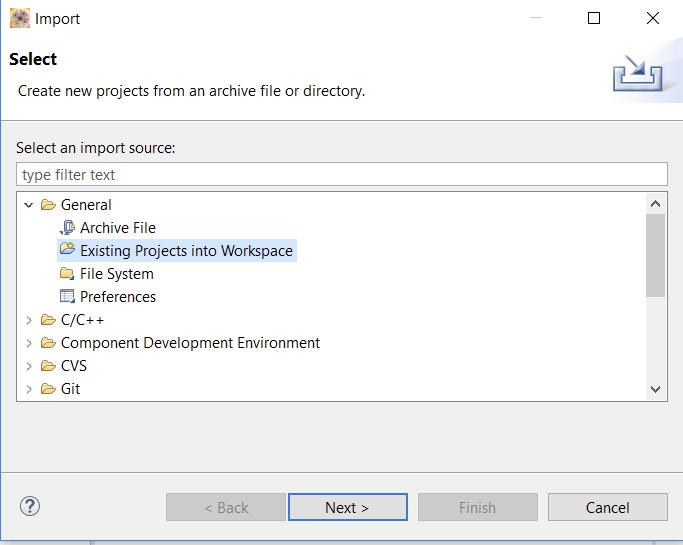 Import
Select
Create new projects from an archive file or directory.
Select an import source:
type filter text
General
Archive File
Existing Projects into Workspace
File System
Preferences
C/C++
Component Development Environment
CVS
Git
?
< Back
Next >
Finish
Cancel